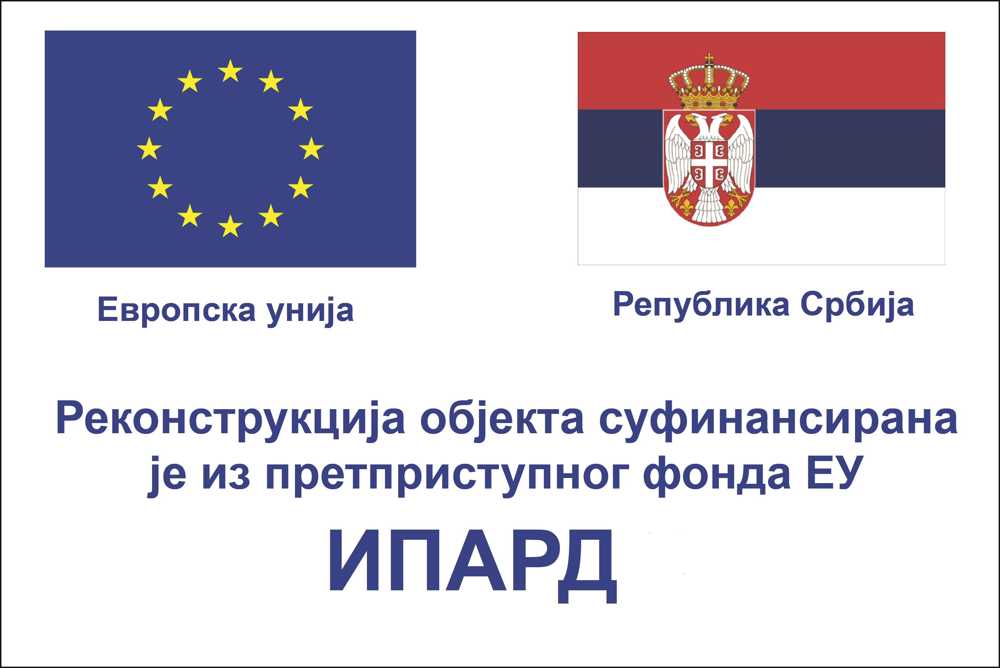 Европска унија
Република Србија
Реконструкција објекта суфинансирана
је из претприступног фонда ЕУ
ИПАРД